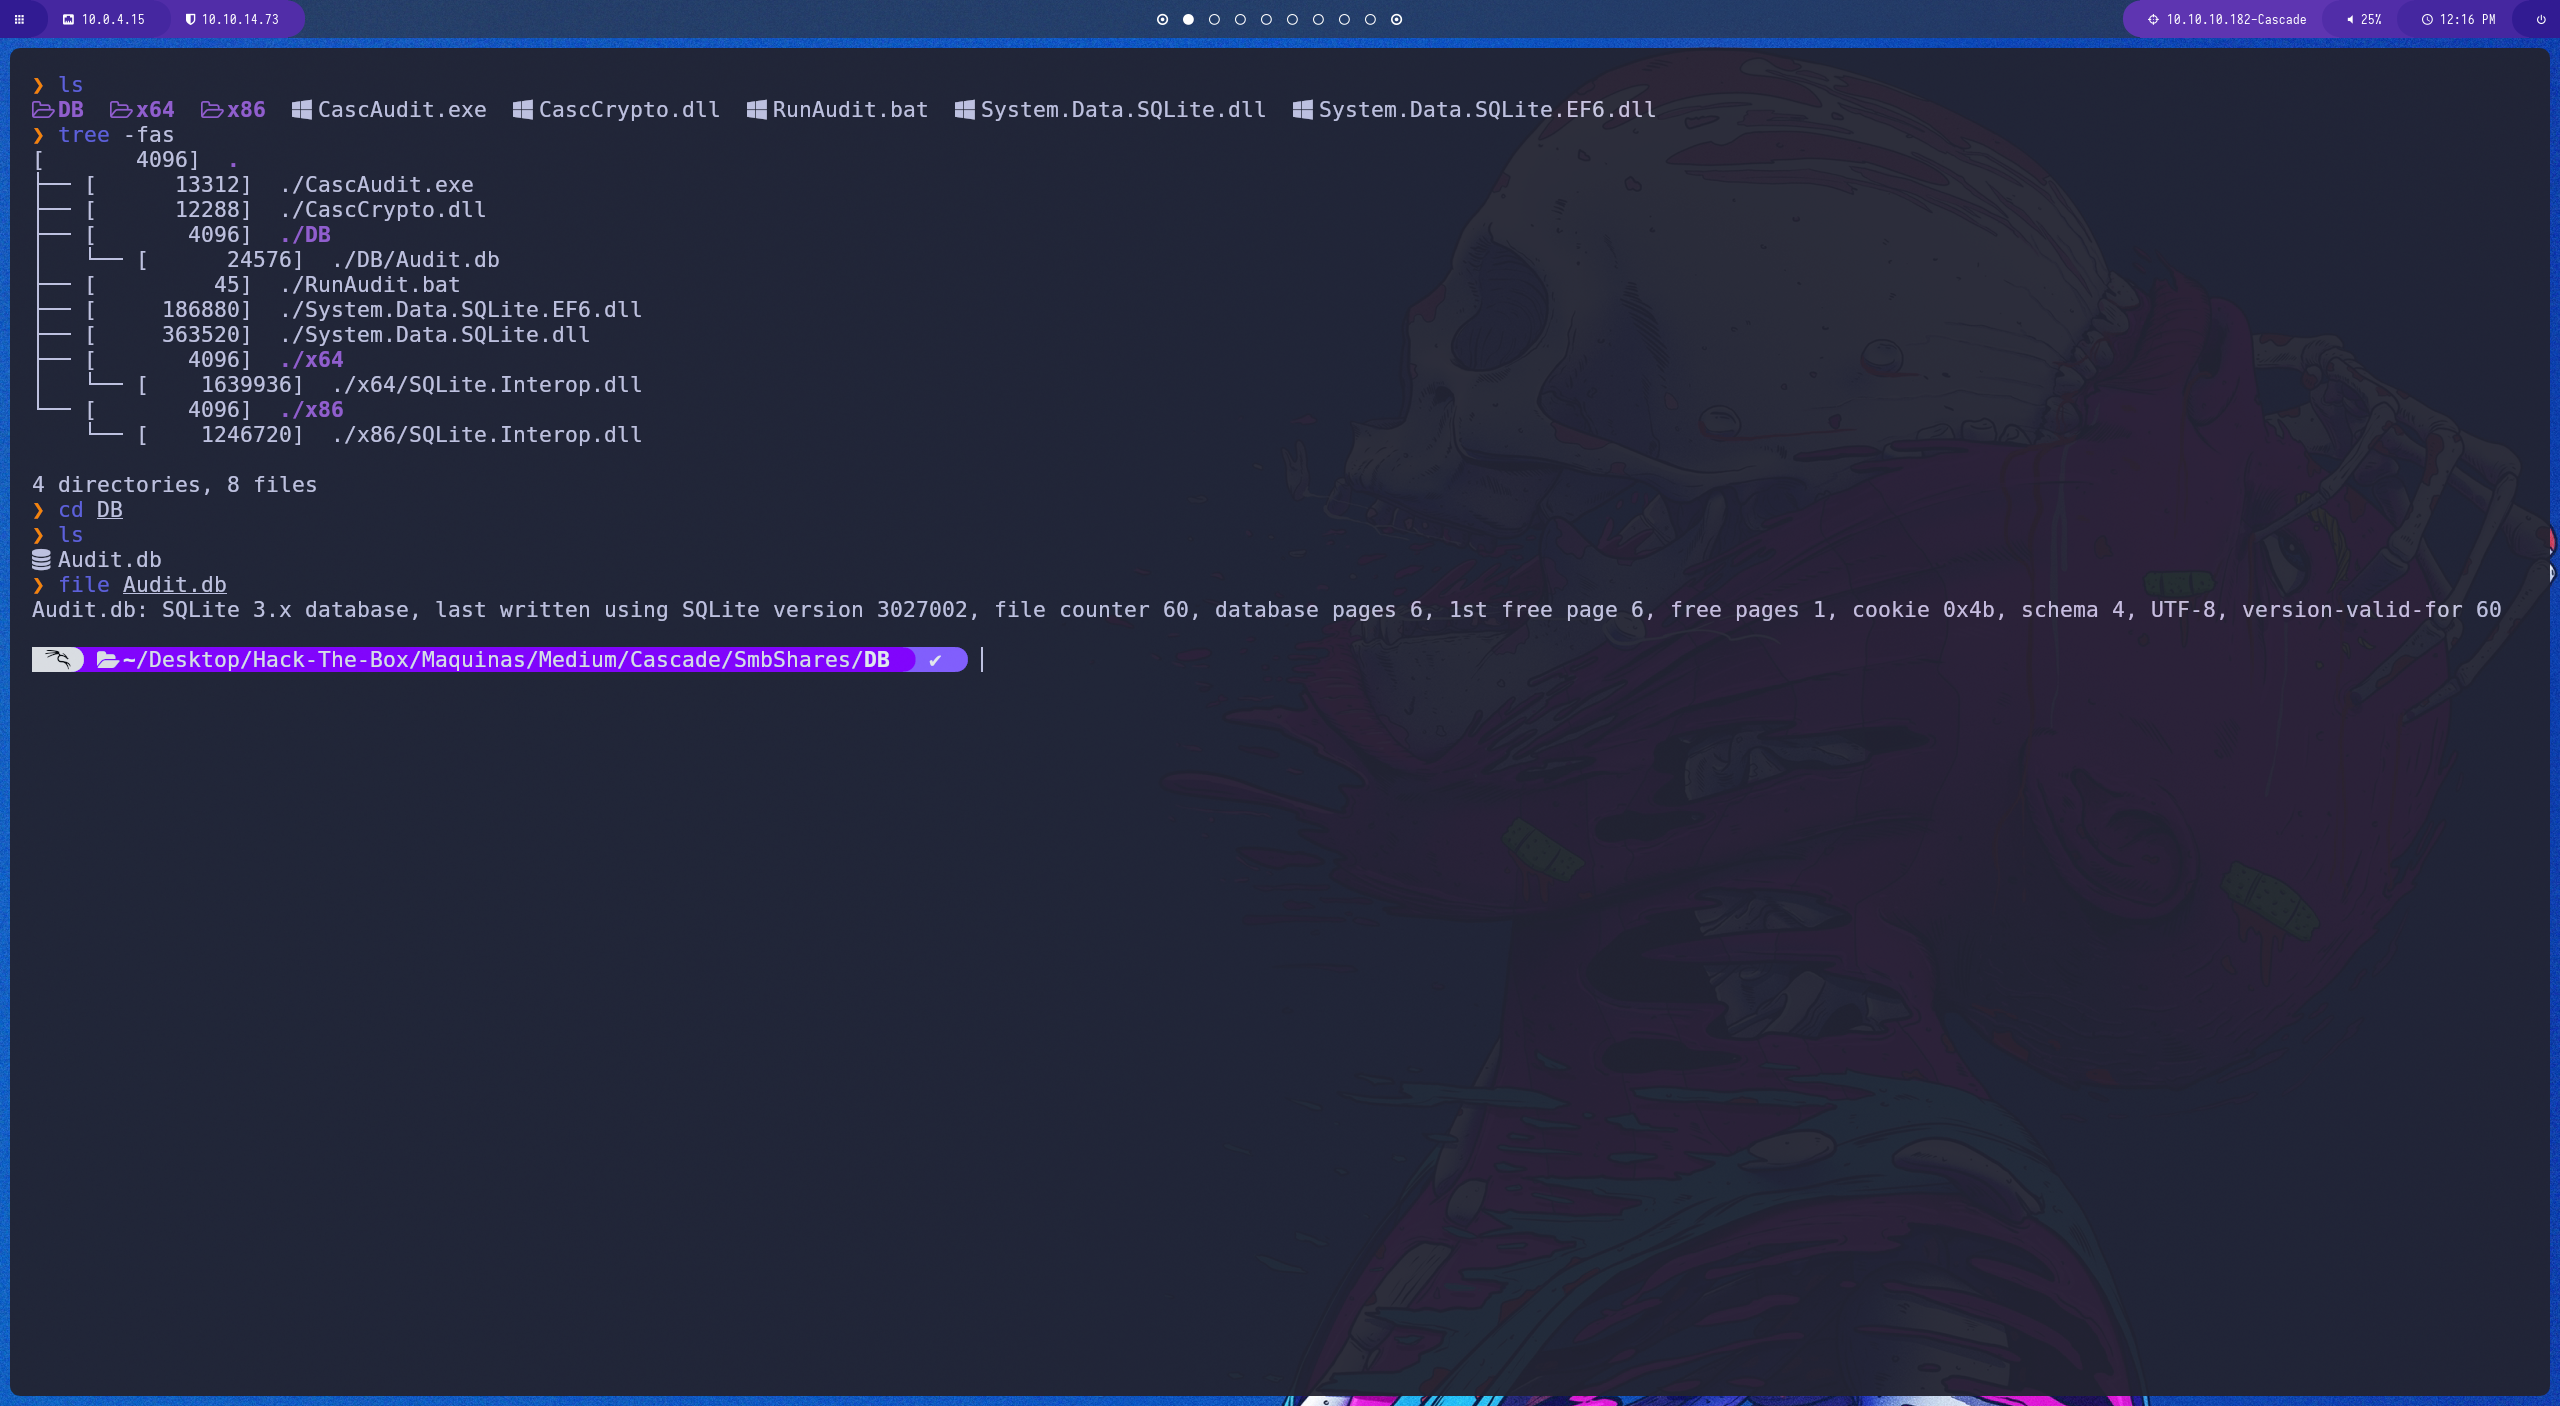 10.0.4.15 10.10.14.73 10.10.10.182-Cascade 25% 12:16 PM
❯ ls
DB x64 x86 CascAudit.exe CascCrypto.dll RunAudit.bat System.Data.SQLite.dll System.Data.SQLite.EF6.dll
❯ tree -fas
[       4096]  .
├── [      13312]  ./CascAudit.exe
├── [      12288]  ./CascCrypto.dll
├── [       4096]  ./DB
│   └── [      24576]  ./DB/Audit.db
├── [         45]  ./RunAudit.bat
├── [     186880]  ./System.Data.SQLite.EF6.dll
├── [     363520]  ./System.Data.SQLite.dll
├── [       4096]  ./x64
│   └── [    1639936]  ./x64/SQLite.Interop.dll
└── [       4096]  ./x86
    └── [    1246720]  ./x86/SQLite.Interop.dll
4 directories, 8 files
❯ cd DB
❯ ls
Audit.db
❯ file Audit.db
Audit.db: SQLite 3.x database, last written using SQLite version 3027002, file counter 60, database pages 6, 1st free page 6, free pages 1, cookie 0x4b, schema 4, UTF-8, version-valid-for 60
~/Desktop/Hack-The-Box/Maquinas/Medium/Cascade/SmbShares/DB ✔